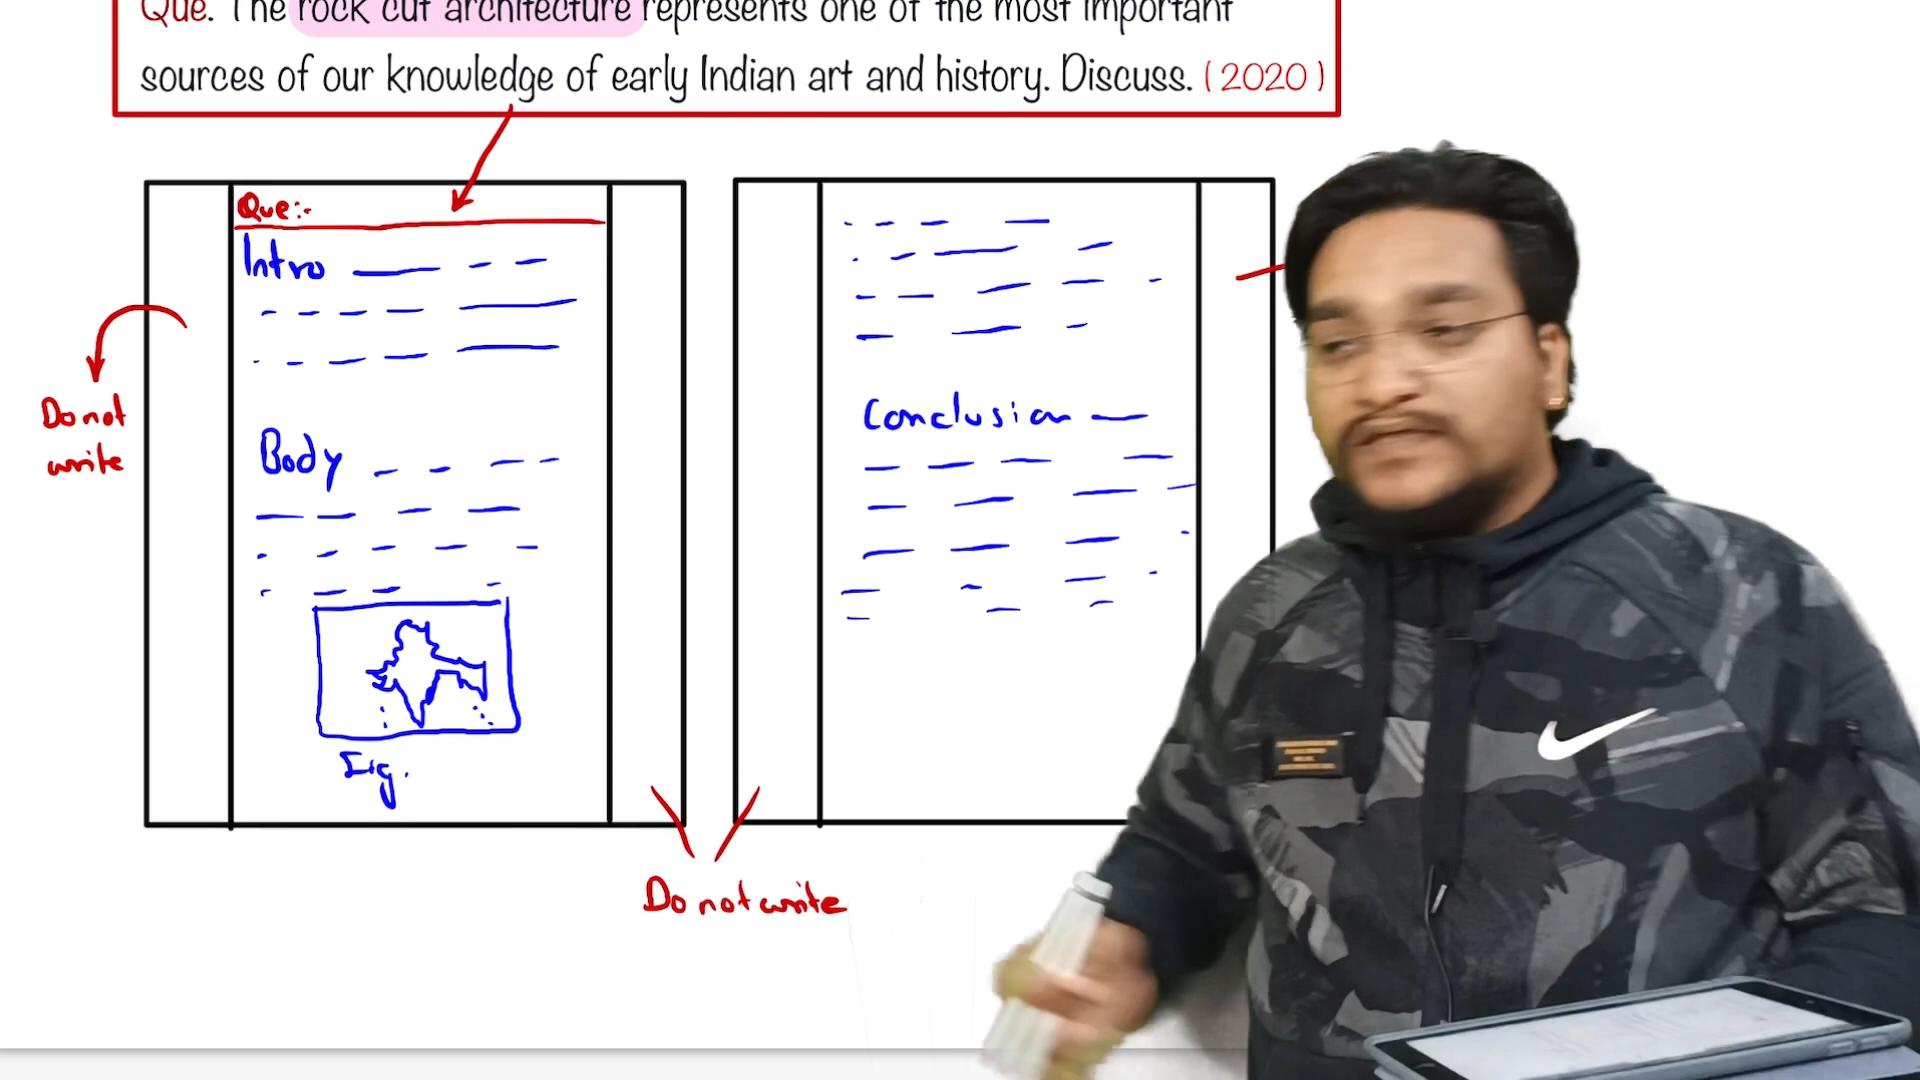 Que. The rock cut architecture represents one of the most important
sources of our knowledge of early Indian art and history. Discuss. (2020)
Que:-
Intro
Body
Fig.
Conclusion
Do not
write
Do not write